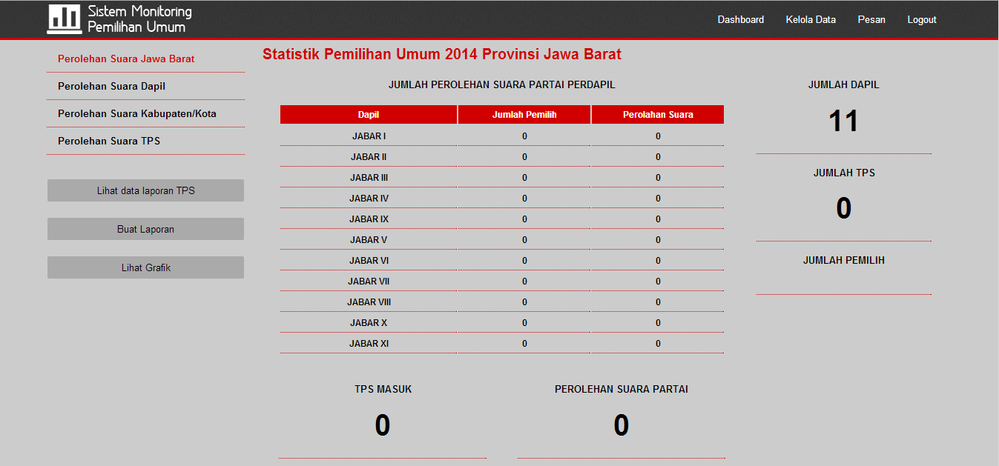 Sistem Monitoring
Pemilihan Umum
Dashboard Kelola Data Pesan Logout
Perolehan Suara Jawa Barat
Perolehan Suara Dapil
Perolehan Suara Kabupaten/Kota
Perolehan Suara TPS
Lihat data laporan TPS
Buat Laporan
Lihat Grafik
Statistik Pemilihan Umum 2014 Provinsi Jawa Barat
JUMLAH PEROLEHAN SUARA PARTAI PERDAPIL
Dapil Jumlah Pemilih Perolahan Suara
JABAR I 0 0
JABAR II 0 0
JABAR III 0 0
JABAR IV 0 0
JABAR IX 0 0
JABAR V 0 0
JABAR VI 0 0
JABAR VII 0 0
JABAR VIII 0 0
JABAR X 0 0
JABAR XI 0 0
TPS MASUK
0
PEROLEHAN SUARA PARTAI
0
JUMLAH DAPIL
11
JUMLAH TPS
0
JUMLAH PEMILIH